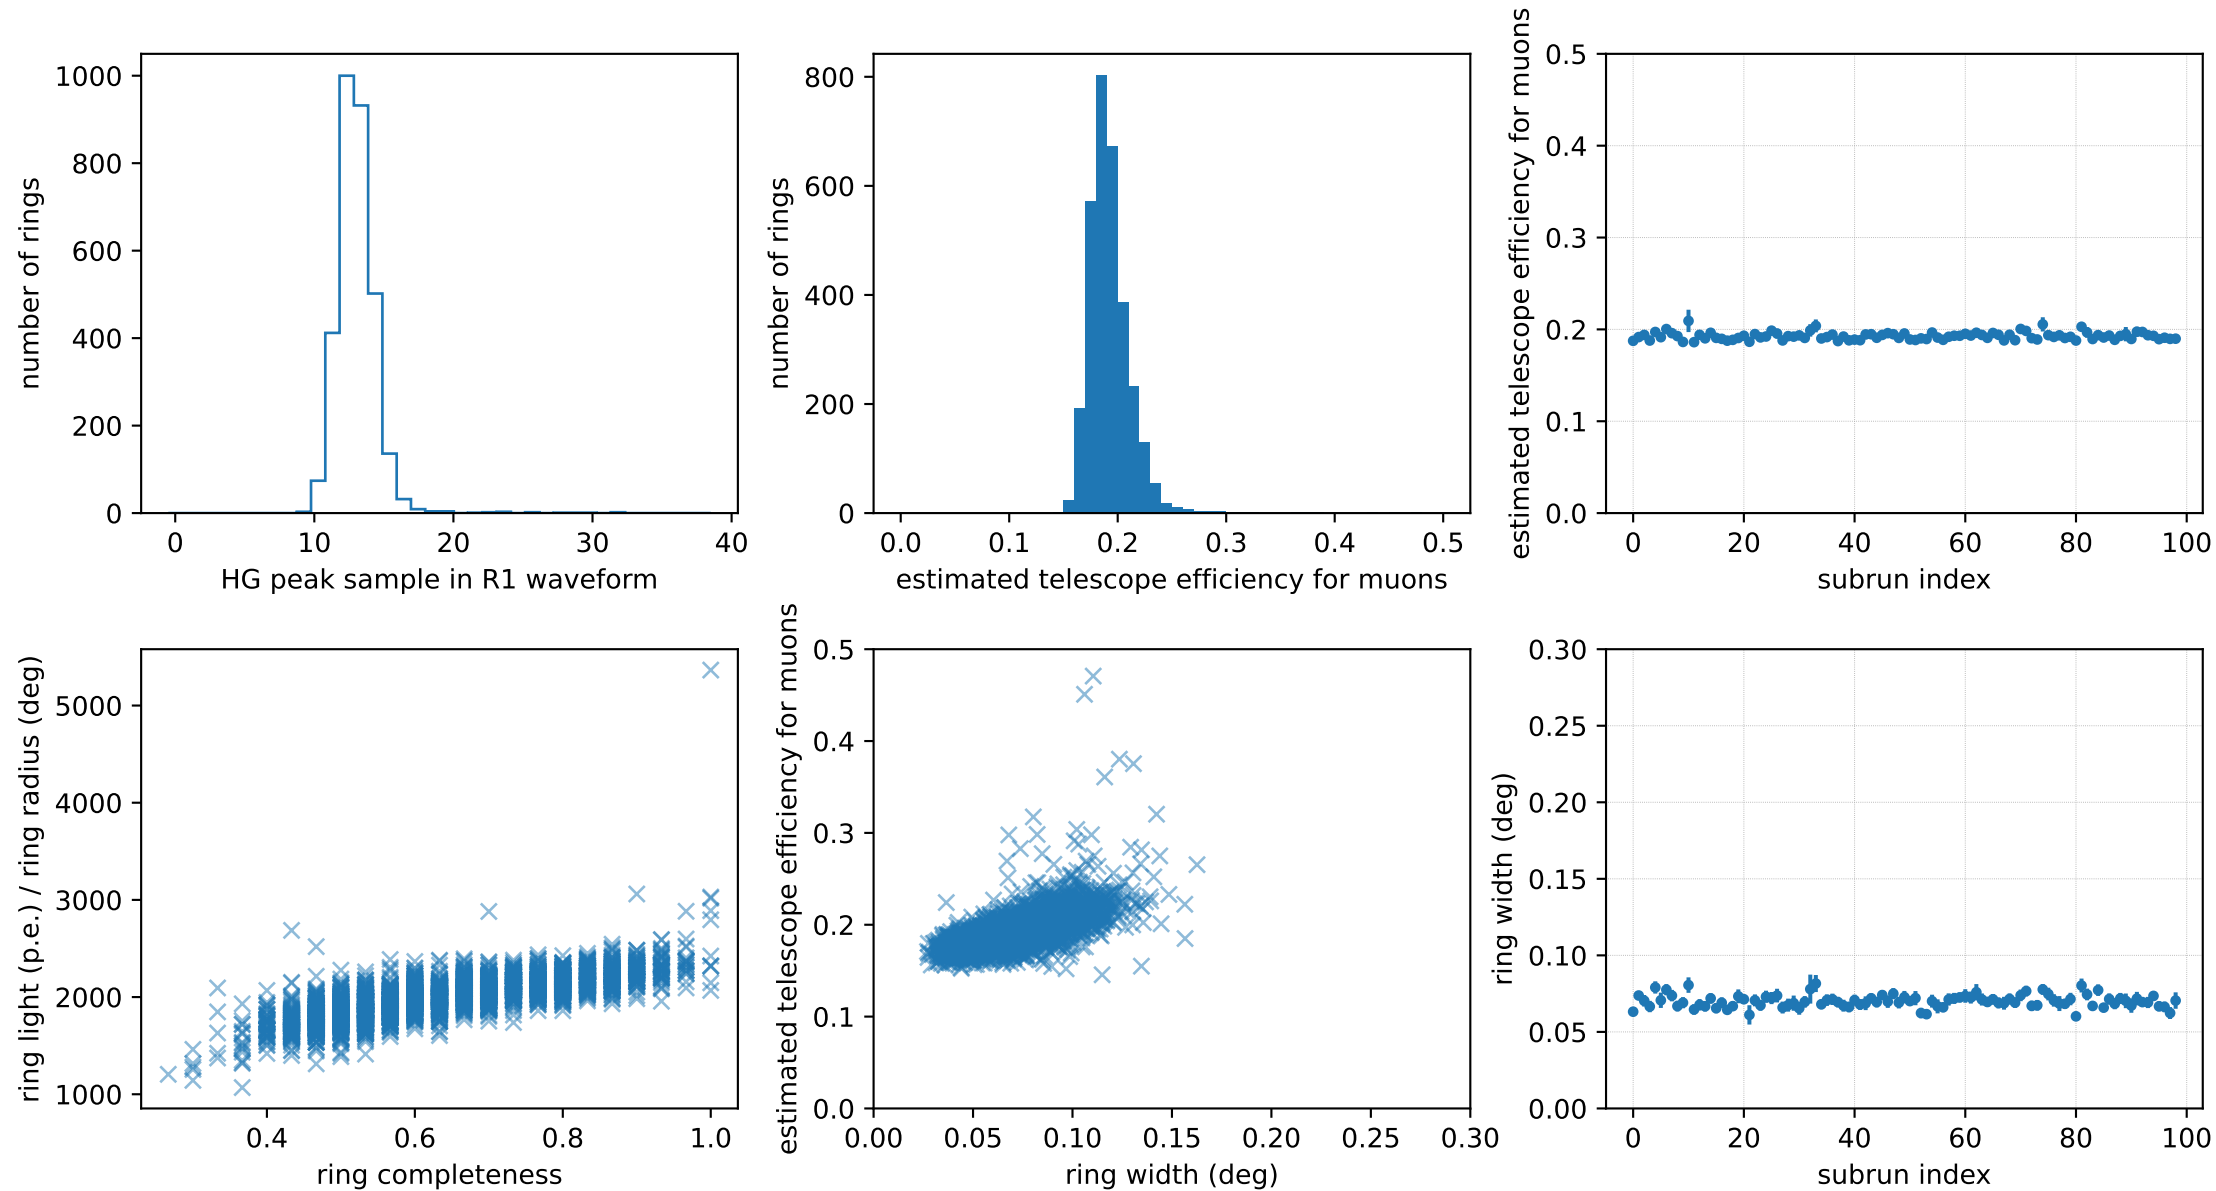 1000
800
600
400
200
0
number of rings
0 10 20 30 40
HG peak sample in R1 waveform
800
600
400
200
0
number of rings
0.0 0.1 0.2 0.3 0.4 0.5
estimated telescope efficiency for muons
0.5
0.4
0.3
0.2
0.1
0.0
estimated telescope efficiency for muons
0 20 40 60 80 100
subrun index
5000
4000
3000
2000
1000
ring light (p.e.) / ring radius (deg)
0.4 0.6 0.8 1.0
ring completeness
0.5
0.4
0.3
0.2
0.1
0.0
estimated telescope efficiency for muons
0.00 0.05 0.10 0.15 0.20 0.25 0.30
ring width (deg)
0.30
0.25
0.20
0.15
0.10
0.05
0.00
ring width (deg)
0 20 40 60 80 100
subrun index